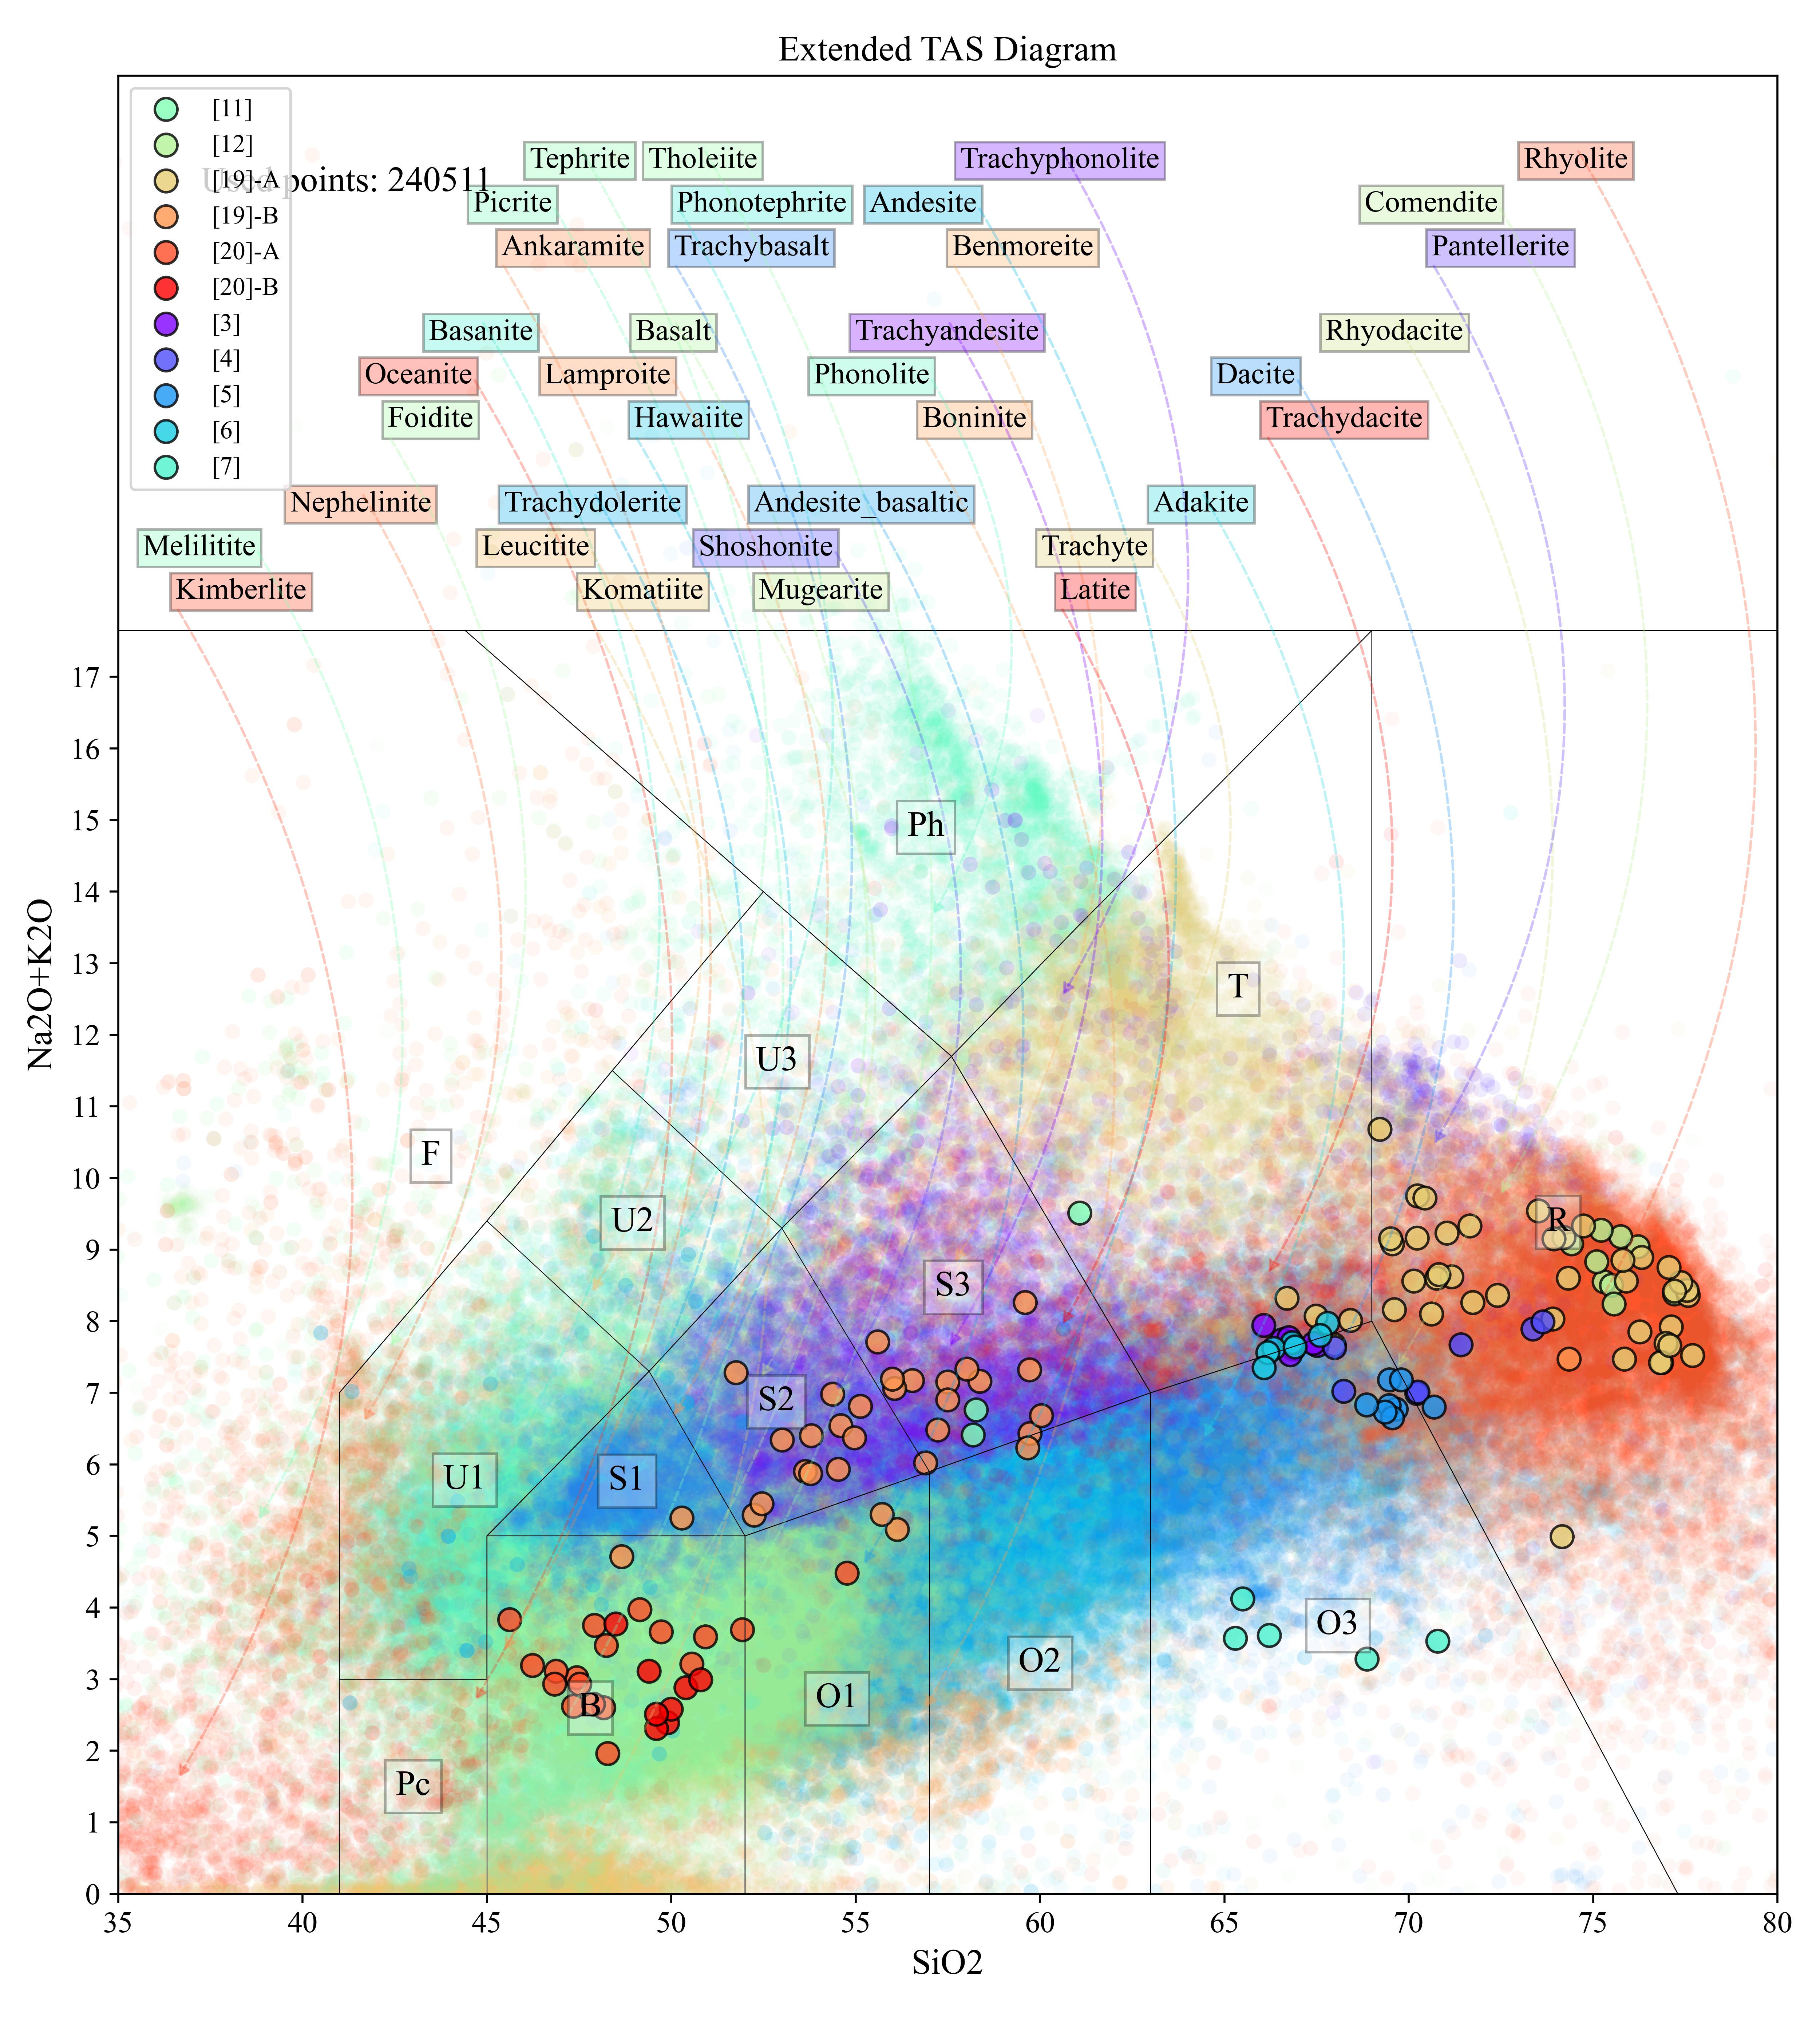 Extended TAS Diagram
[11]
[12]
[19]-A
[19]-B
[20]-A
[20]-B
[3]
[4]
[5]
[6]
[7]
Used points: 240511
Tephrite
Tholeiite
Trachyphonolite
Rhyolite
Picrite
Phonotephrite
Andesite
Comendite
Ankaramite
Trachybasalt
Benmoreite
Pantellerite
Basanite
Basalt
Trachyandesite
Rhyodacite
Oceanite
Lamproite
Phonolite
Dacite
Foidite
Hawaiite
Boninite
Trachydacite
Nephelinite
Trachydolerite
Andesite_basaltic
Adakite
Melilitite
Leucitite
Shoshonite
Trachyte
Kimberlite
Komatiite
Mugearite
Latite
Na2O+K2O
17
16
15
14
13
12
11
10
9
8
7
6
5
4
3
2
1
0
Ph
T
U3
F
U2
R
S3
S2
U1
S1
O3
O2
O1
B
Pc
35
40
45
50
55
60
65
70
75
80
SiO2